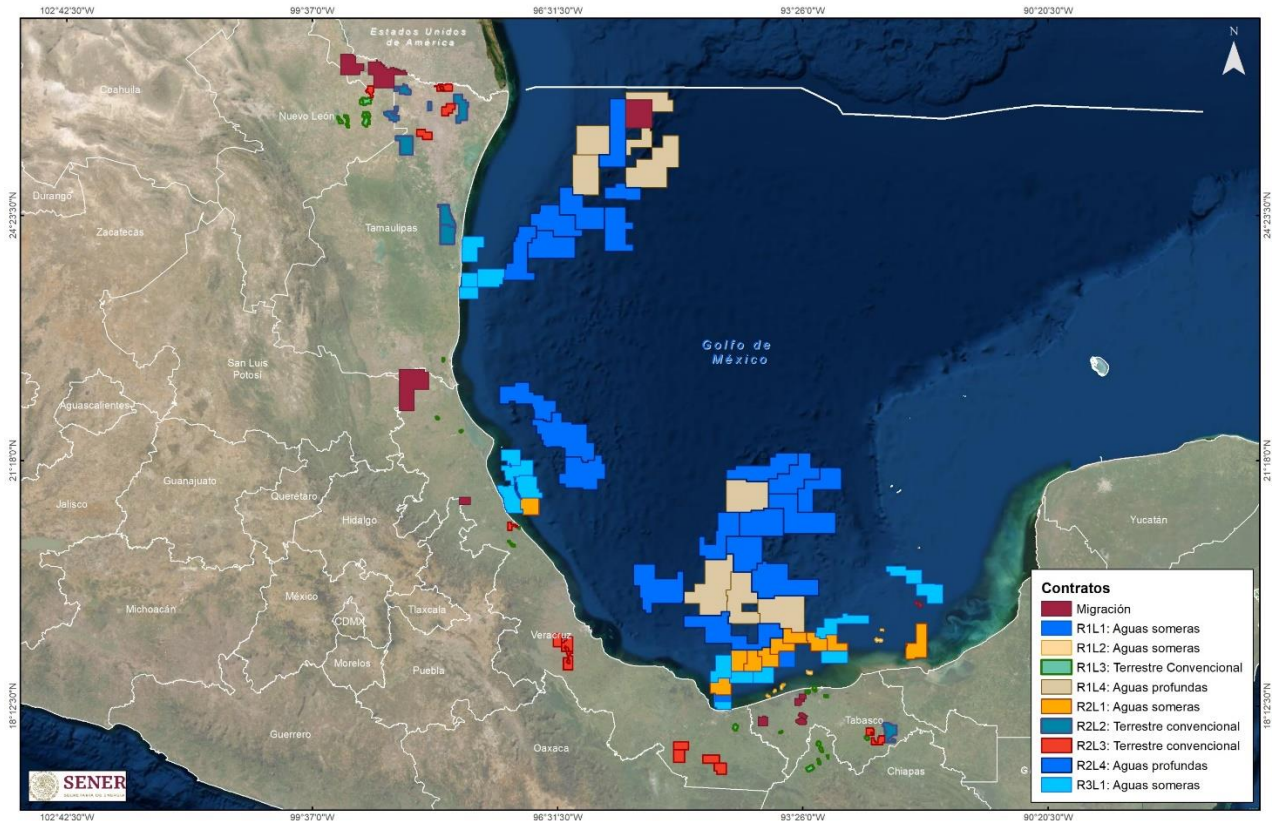 102°42'30"W 99°37'0"W 96°31'30"W 93°26'0"W 90°20'30"W
N
Estados Unidos
de América
Coahuila
Nuevo León
Durango
24°23'30"N
24°23'30"N
Zacatecas
Tamaulipas
Golfo de
México
San Luis
Potosí
Aguascalientes
21°18'0"N
21°18'0"N
Guanajuato
Querétaro
Jalisco
Hidalgo
Yucatán
Michoacán
México
Tlaxcala
CDMX
Veracruz
Morelos
Puebla
18°12'30"N
18°12'30"N
Guerrero
Oaxaca
Tabasco
Chiapas
G
Contratos
Migración
R1L1: Aguas someras
R1L2: Aguas someras
R1L3: Terrestre Convencional
R1L4: Aguas profundas
R2L1: Aguas someras
R2L2: Terrestre convencional
R2L3: Terrestre convencional
R2L4: Aguas profundas
R3L1: Aguas someras
SENER
SECRETARÍA DE ENERGÍA
102°42'30"W 99°37'0"W 96°31'30"W 93°26'0"W 90°20'30"W